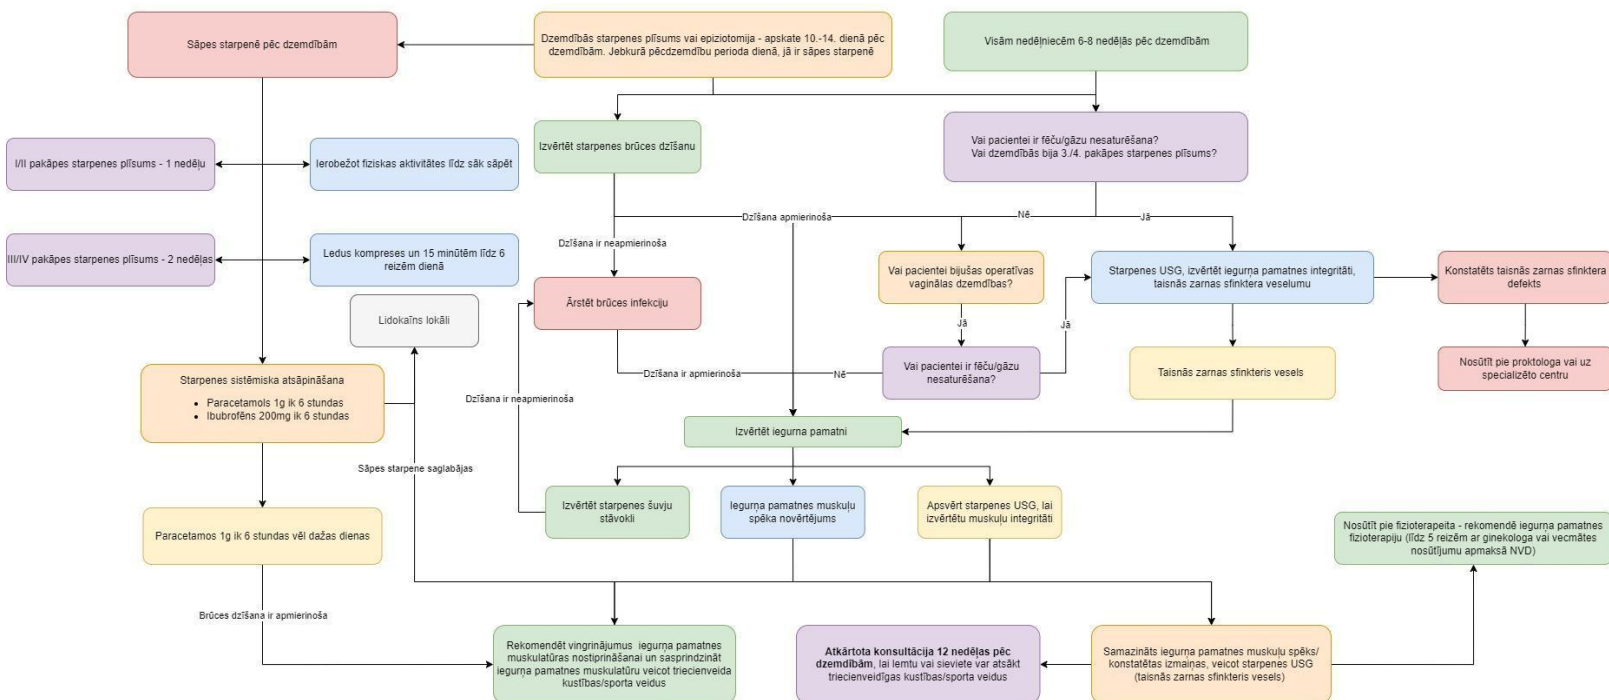 Sāpes starpenē pēc dzemdībām
Dzemdībās starpenes plīsums vai epiziotomija - apskate 10.-14. dienā pēc
dzemdībām. Jebkurā pēcdzemdību perioda dienā, jā ir sāpes starpenē
Visām nedēļniecēm 6-8 nedēļās pēc dzemdībām
I/II pakāpes starpenes plīsums - 1 nedēļu
Ierobežot fiziskas aktivitātes līdz sāk sāpēt
Izvērtēt starpenes brūces dzīšanu
Vai pacientei ir fēču/gāzu nesaturēšana?
Vai dzemdībās bija 3./4. pakāpes starpenes plīsums?
Dzīšana apmierinoša
Nē
Jā
Dzīšana ir neapmierinoša
III/IV pakāpes starpenes plīsums - 2 nedēļas
Ledus kompreses un 15 minūtēm līdz 6
reizēm dienā
Vai pacientei bijušas operatīvas
vaginālas dzemdības?
Starpenes USG, izvērtēt iegurņa pamatnes integritāti,
taisnās zarnas sfinktera veselumu
Konstatēts taisnās zarnas sfinktera
defekts
Ārstēt brūces infekciju
Lidokaīns lokāli
Jā
Jā
Dzīšana ir apmierinoša
Nē
Vai pacientei ir fēču/gāzu
nesaturēšana?
Taisnās zarnas sfinkteris vesels
Nosūtīt pie proktologa vai uz
specializēto centru
Starpenes sistēmiska atsāpināšana
• Paracetamols 1g ik 6 stundas
• Ibubrofēns 200mg ik 6 stundas
Dzīšana ir neapmierinoša
Izvērtēt iegurna pamatni
Sāpes starpene saglabājas
Izvērtēt starpenes šuvju
stāvokli
Iegurņa pamatnes muskuļu
spēka novērtējums
Apsvērt starpenes USG, lai
izvērtētu muskuļu integritāti
Paracetamos 1g ik 6 stundas vēl dažas dienas
Nosūtīt pie fizioterapeita - rekomendē iegurņa pamatnes
fizioterapiju (līdz 5 reizēm ar ginekologa vai vecmātes
nosūtījumu apmaksā NVD)
Brūces dzīšana ir apmierinoša
Rekomendēt vingrinājumus iegurņa pamatnes
muskulatūras nostiprināšanai un sasprindzināt
iegurņa pamatnes muskulatūru veicot triecienveida
kustības/sporta veidus
Atkārtota konsultācija 12 nedēļas pēc
dzemdībām, lai lemtu vai sieviete var atsākt
triecienveidīgas kustības/sporta veidus
Samazināts iegurņa pamatnes muskuļu spēks/
konstatētas izmaiņas, veicot starpenes USG
(taisnās zarnas sfinkteris vesels)